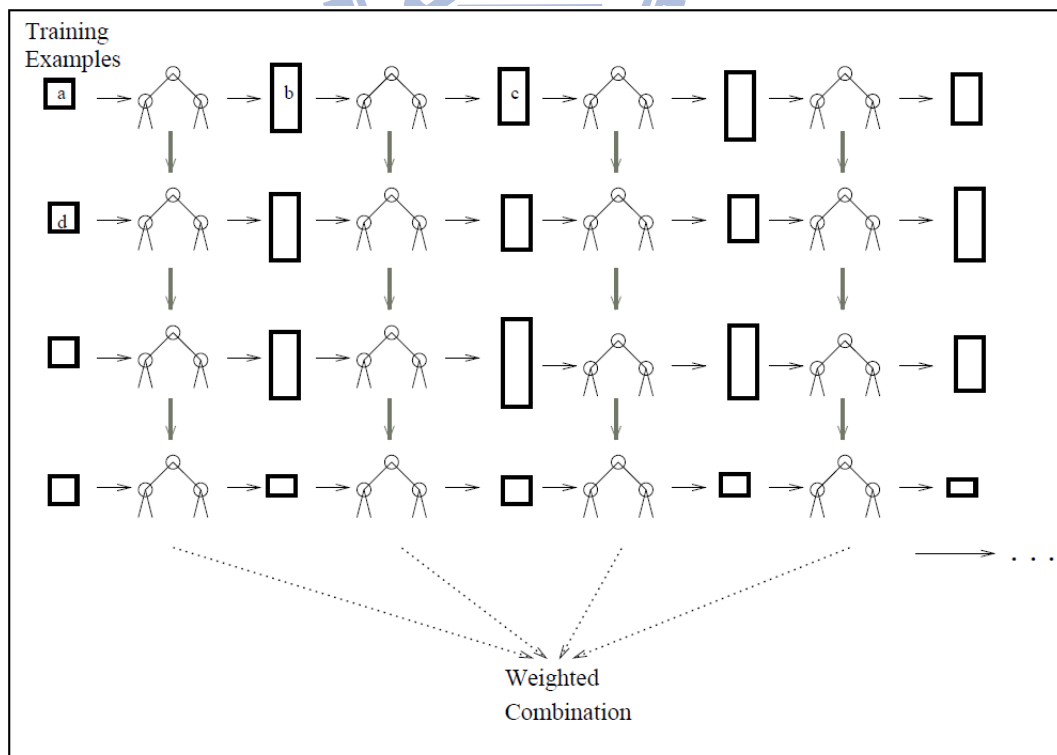 Training
Examples
a
b
c
d
. . .
Weighted
Combination